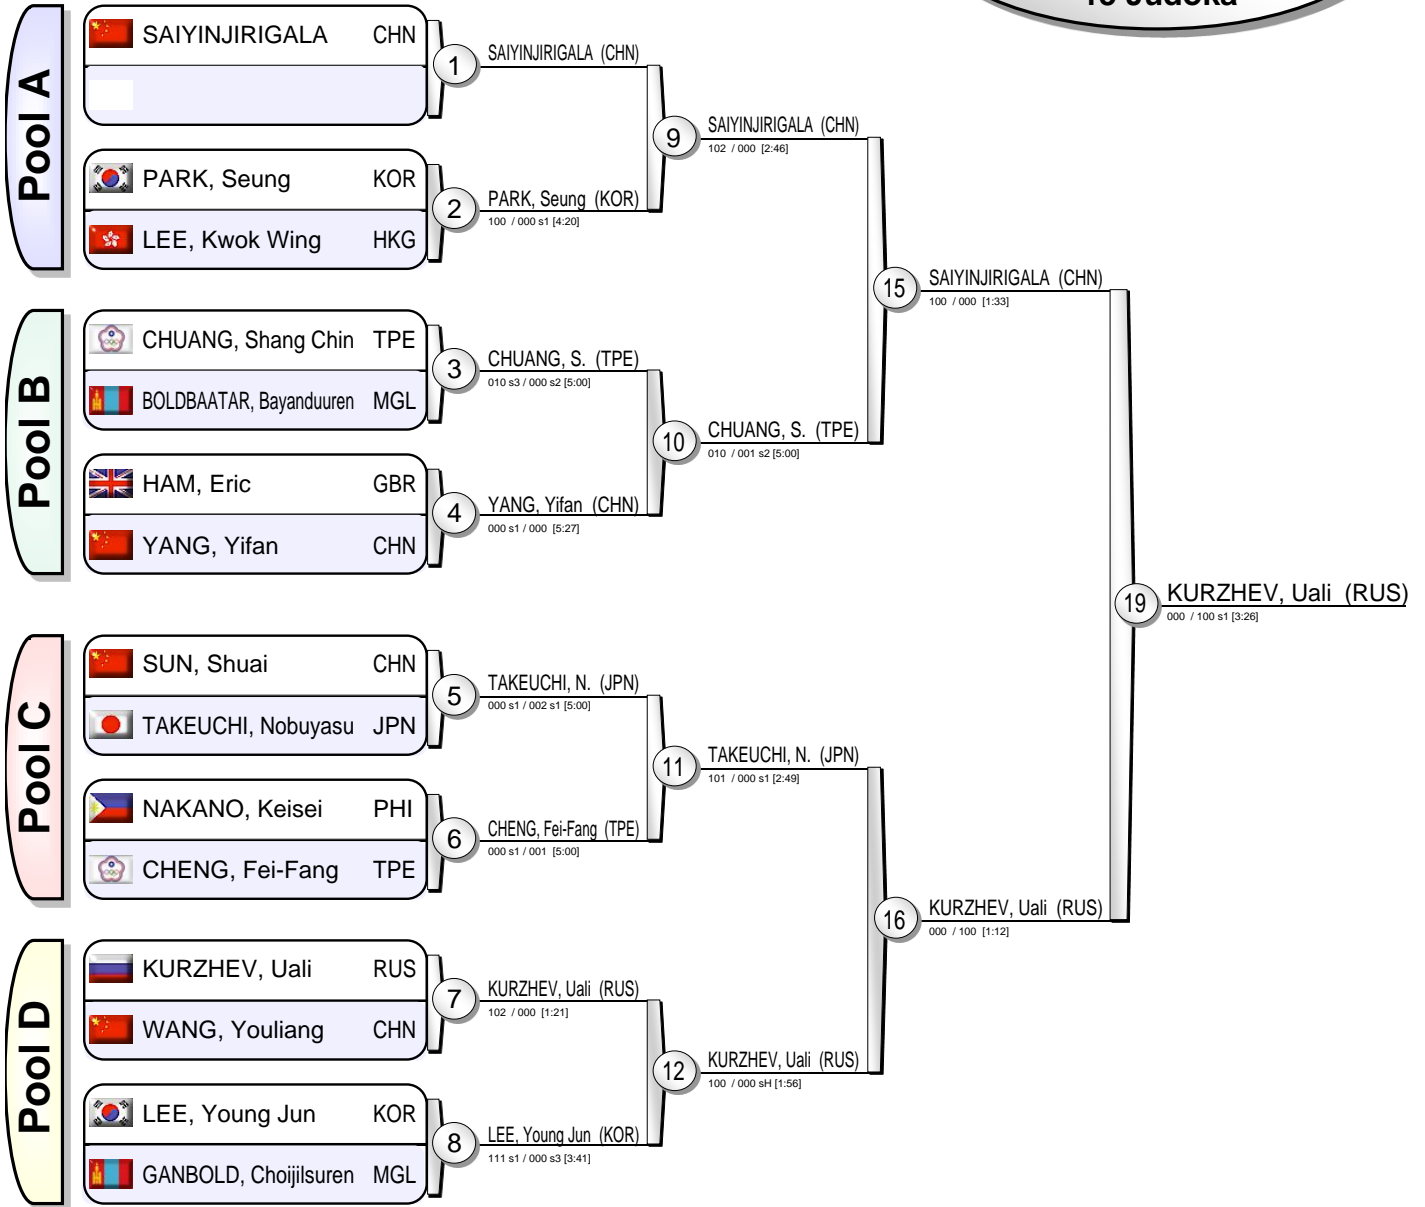 Pool A
SAIYINJIRIGALA CHN
PARK, Seung KOR
LEE, Kwok Wing HKG
Pool B
CHUANG, Shang Chin TPE
BOLDBAATAR, Bayanduuren MGL
HAM, Eric GBR
YANG, Yifan CHN
Pool C
SUN, Shuai CHN
TAKEUCHI, Nobuyasu JPN
NAKANO, Keisei PHI
CHENG, Fei-Fang TPE
Pool D
KURZHEV, Uali RUS
WANG, Youliang CHN
LEE, Young Jun KOR
GANBOLD, Choijilsuren MGL
1
SAIYINJIRIGALA (CHN)
2
PARK, Seung (KOR)
100 / 000 s1 [4:20]
3
CHUANG, S. (TPE)
010 s3 / 000 s2 [5:00]
4
YANG, Yifan (CHN)
000 s1 / 000 [5:27]
5
TAKEUCHI, N. (JPN)
000 s1 / 002 s1 [5:00]
6
CHENG, Fei-Fang (TPE)
000 s1 / 001 [5:00]
7
KURZHEV, Uali (RUS)
102 / 000 [1:21]
8
LEE, Young Jun (KOR)
111 s1 / 000 s3 [3:41]
9
SAIYINJIRIGALA (CHN)
102 / 000 [2:46]
10
CHUANG, S. (TPE)
010 / 001 s2 [5:00]
11
TAKEUCHI, N. (JPN)
101 / 000 s1 [2:49]
12
KURZHEV, Uali (RUS)
100 / 000 sH [1:56]
15
SAIYINJIRIGALA (CHN)
100 / 000 [1:33]
16
KURZHEV, Uali (RUS)
000 / 100 [1:12]
19
KURZHEV, Uali (RUS)
000 / 100 s1 [3:26]